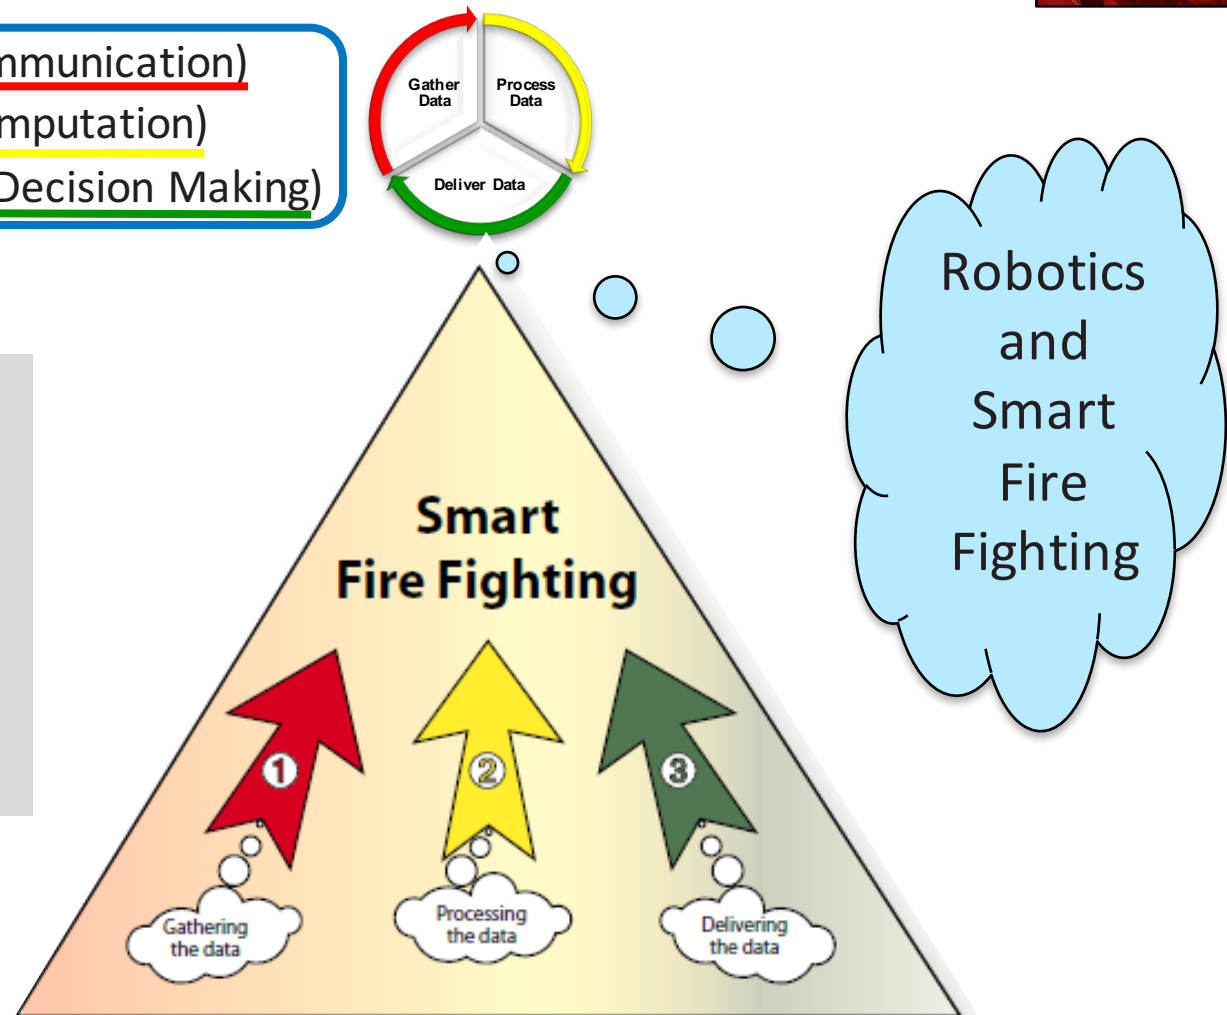 mmunication)
mputation)
Decision Making)
Gather
Data
Process
Data
Deliver Data
Robotics
and
Smart
Fire
Fighting
Smart
Fire Fighting
1
2
3
Gathering
the data
Processing
the data
Delivering
the data